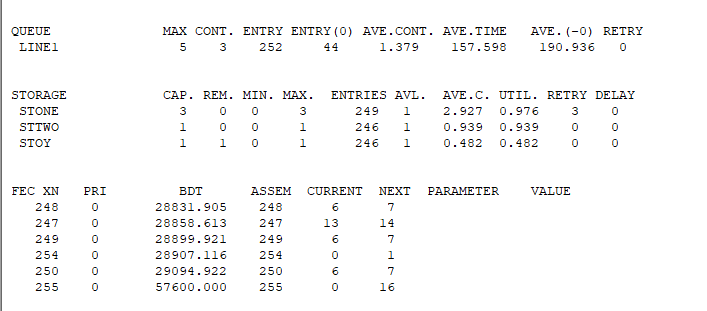 QUEUE MAX CONT. ENTRY ENTRY(0) AVE.CONT. AVE.TIME AVE.(-0) RETRY
LINE1 5 3 252 44 1.379 157.598 190.936 0
STORAGE CAP. REM. MIN. MAX. ENTRIES AVL. AVE.C. UTIL. RETRY DELAY
STONE 3 0 0 3 249 1 2.927 0.976 3 0
STTWO 1 0 0 1 246 1 0.939 0.939 0 0
STOY 1 1 0 1 246 1 0.482 0.482 0 0
FEC XN PRI BDT ASSEM CURRENT NEXT PARAMETER VALUE
248 0 28831.905 248 6 7
247 0 28858.613 247 13 14
249 0 28899.921 249 6 7
254 0 28907.116 254 0 1
250 0 29094.922 250 6 7
255 0 57600.000 255 0 16